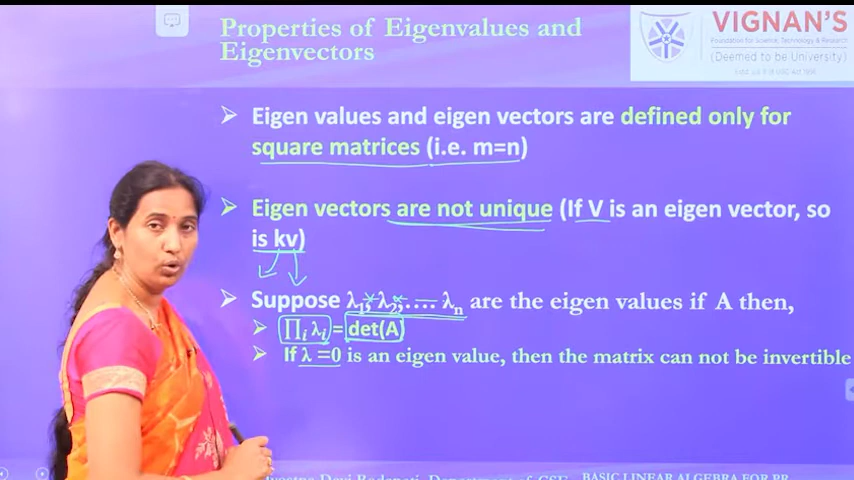 Properties of Eigenvalues and
Eigenvectors
VIGNAN'S
Foundation for Science, Technology & Research
(Deemed to be University)
➢ Eigen values and eigen vectors are defined only for
square matrices (i.e. m=n)
➢ Eigen vectors are not unique (If V is an eigen vector, so
is kv)
➢ Suppose λ₁, λ₂, .... λₙ are the eigen values if A then,
➢ ∏ᵢ λᵢ = det(A)
➢ If λ =0 is an eigen value, then the matrix can not be invertible
BASIC LINEAR ALGEBRA FOR PR